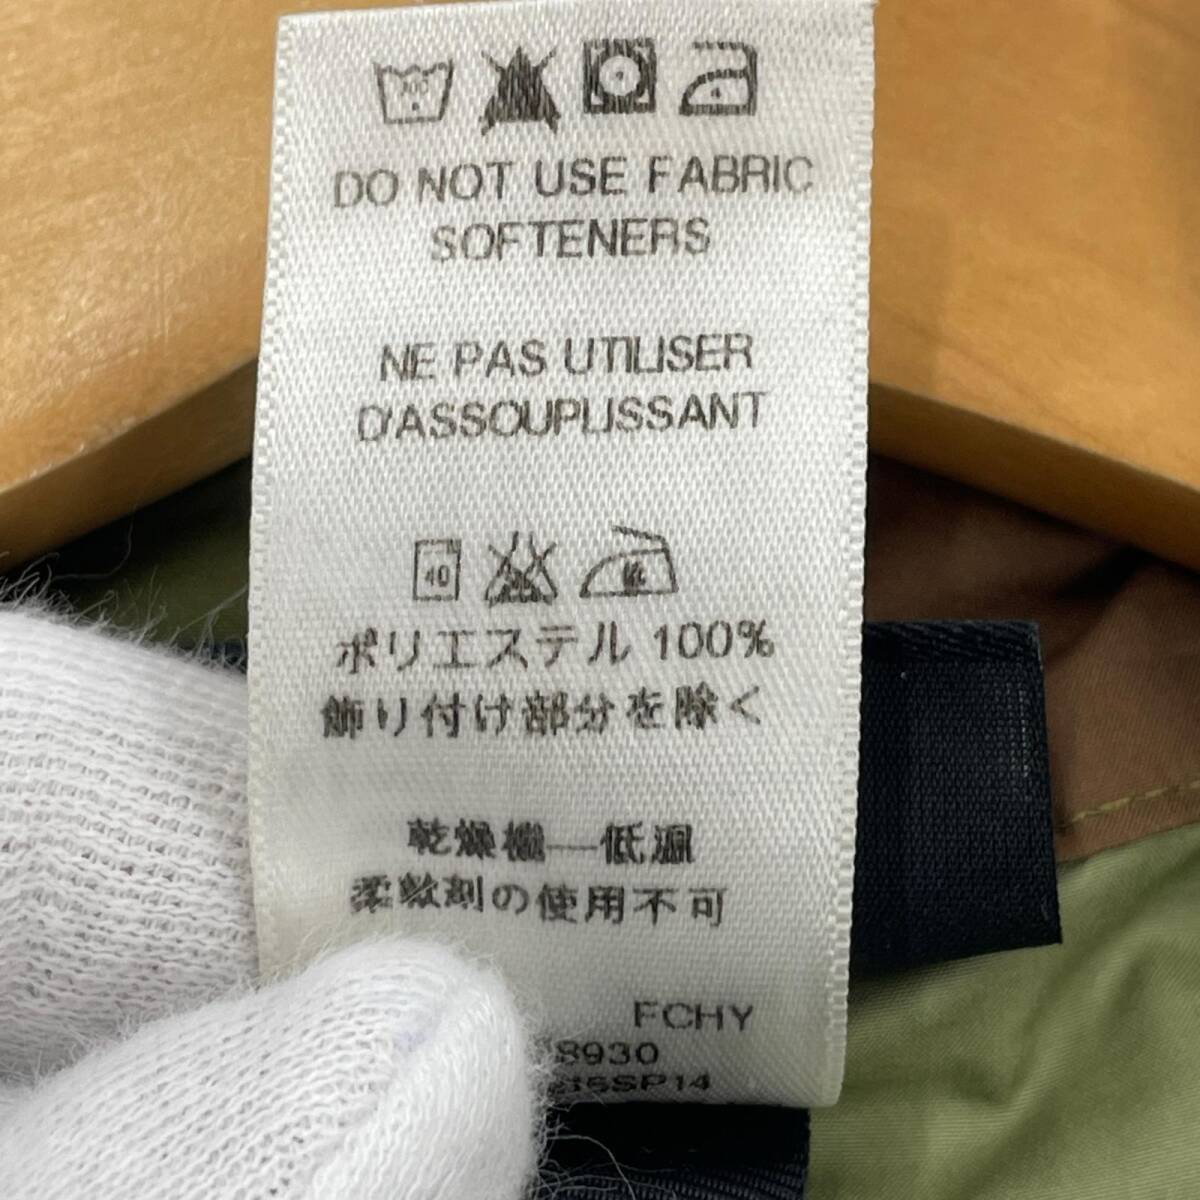 DO NOT USE FABRIC
SOFTENERS
NE PAS UTILISER
D'ASSOUPLISSANT
40
ポリエステル 100%
飾り付け部分を除く
乾燥機—低温
柔軟剤の使用不可
FCHY
8930